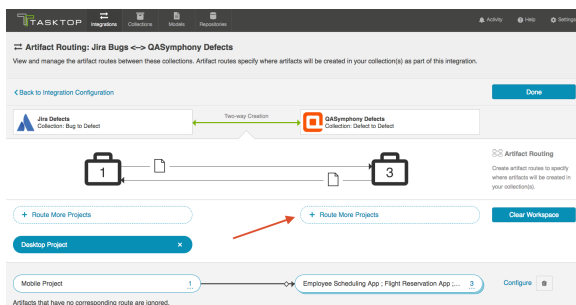 TASKTOP
Integrations
Collections
Models
Repositories
Activity
Help
Settings
Artifact Routing: Jira Bugs <--> QASymphony Defects
View and manage the artifact routes between these collections. Artifact routes specify where artifacts will be created in your collection(s) as part of this integration.
Back to Integration Configuration
Done
Jira Defects
Collection: Bug to Defect
Two-way Creation
QASymphony Defects
Collection: Defect to Defect
1
3
Artifact Routing
Create artifact routes to specify
where artifacts will be created in
your collection(s).
+ Route More Projects
+ Route More Projects
Clear Workspace
Desktop Project ×
Mobile Project 1
Employee Scheduling App ; Flight Reservation App ;... 3
Configure
Artifacts that have no corresponding route are ignored.